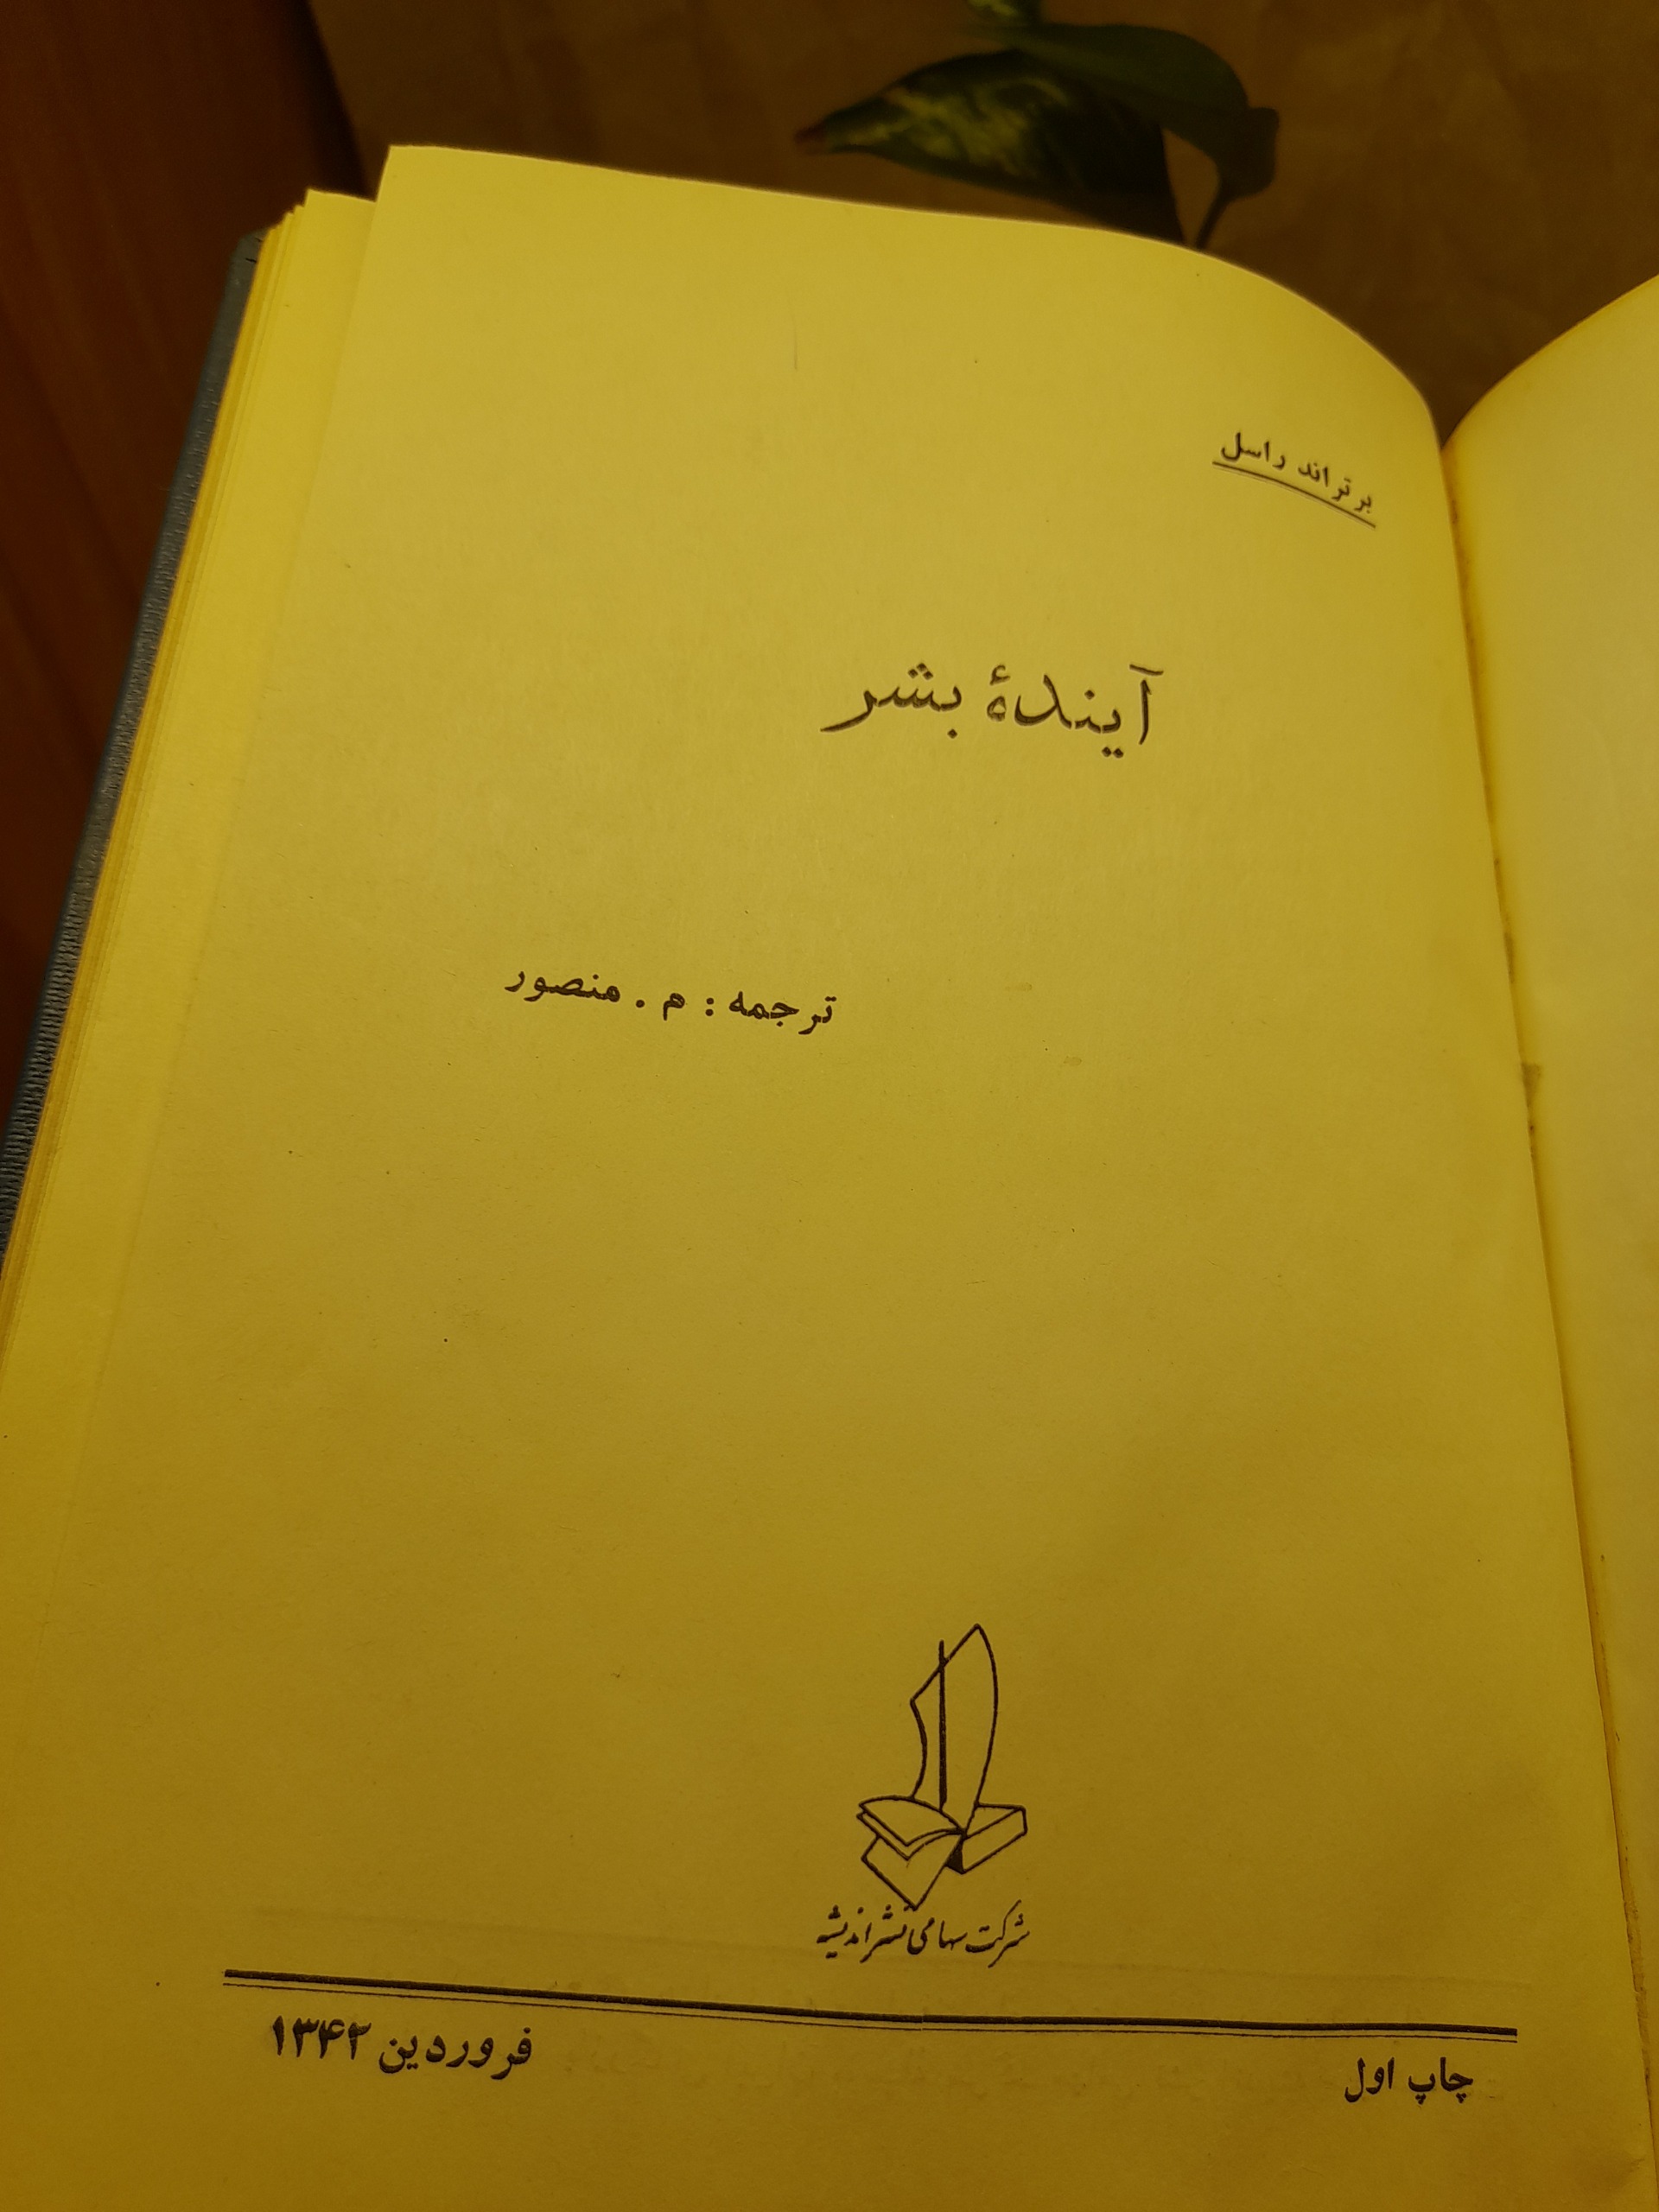 برتراند راسل
آیندهٔ بشر
ترجمه : م . منصور
شرکت سهامی نشر اندیشه
چاپ اول
فروردین ۱۳۴۲